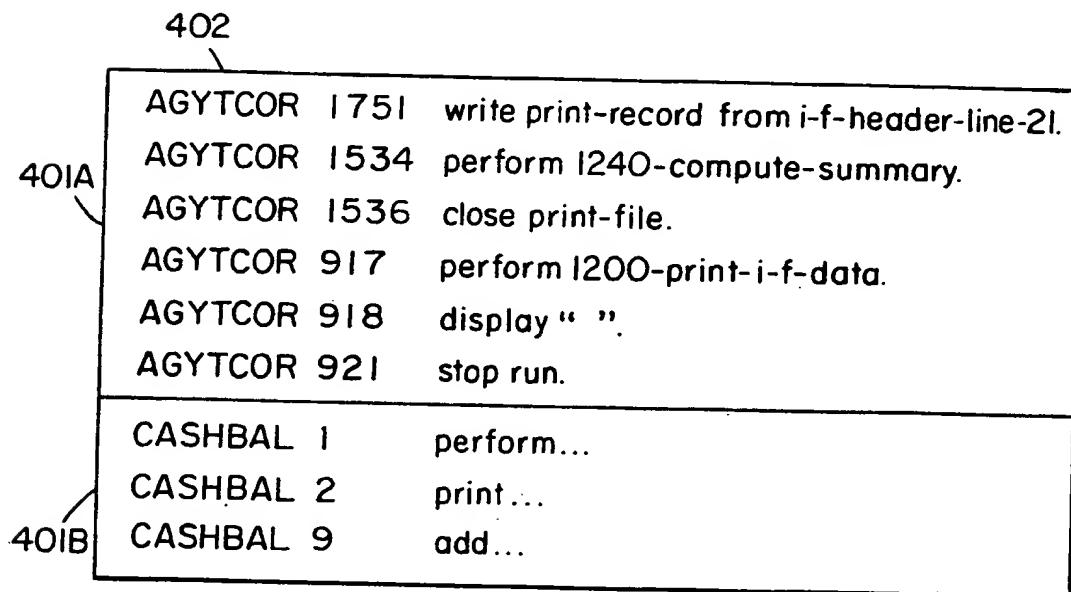 402
AGYTCOR 1751 write print-record from i-f-header-line-21.
401A
AGYTCOR 1534 perform 1240-compute-summary.
AGYTCOR 1536 close print-file.
AGYTCOR 917 perform 1200-print-i-f-data.
AGYTCOR 918 display “ ”.
AGYTCOR 921 stop run.
CASHBAL 1 perform...
CASHBAL 2 print...
401B
CASHBAL 9 add...